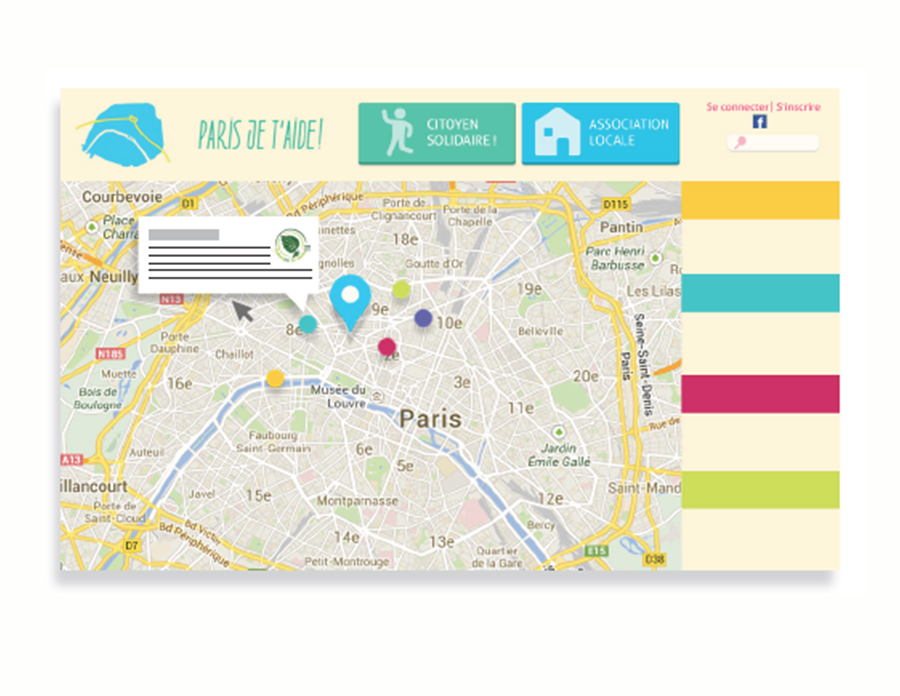 PARIS JE T'AIDE!
CITOYEN
SOLIDAIRE !
ASSOCIATION
LOCALE
Se connecter| S'inscrire
f
Courbevoie
D1
Bd Périphérique
Porte de
Clignancourt
Porte de la
Chapelle
D115
Pantin
Place
Charra
inettes
18e
Parc Henri
Barbusse
gnolles
Goutte d'Or
aux Neuilly
19e
Les Lilas
N13
9e
10e
8e
Belleville
Seine-Saint-Denis
Paris
Porte
Dauphine
N185
Chaillot
2e
Muette
16e
3e
20e
Bois de
Boulogne
Musée du
Louvre
Paris
11e
Rue de
Faubourg
Saint-Germain
Jardin
Émile Gallé
Auteuil
6e
A13
5e
illancourt
Javel
15e
Montparnasse
12e
Saint-Mand
Porte de
Saint-Cloud
Bd Victor
Bercy
Bd Périphérique
14e
13e
D7
Quartier
de la Gare
E15
Petit-Montrouge
D38